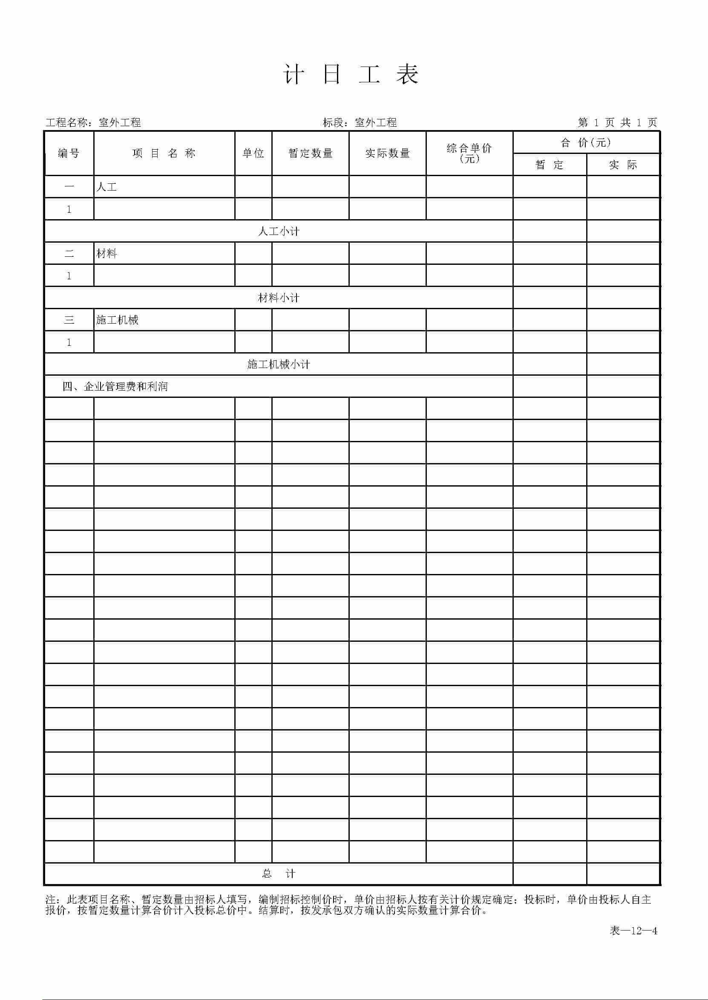 计 日 工 表
工程名称：室外工程 标段：室外工程 第 1 页 共 1 页
编号 项 目 名 称 单位 暂定数量 实际数量 综合单价(元) 合 价(元)
暂 定 实 际
一 人工
1
人工小计
二 材料
1
材料小计
三 施工机械
1
施工机械小计
四、企业管理费和利润
总 计
注：此表项目名称、暂定数量由招标人填写，编制招标控制价时，单价由招标人按有关计价规定确定；投标时，单价由投标人自主
报价，按暂定数量计算合价计入投标总价中。结算时，按发承包双方确认的实际数量计算合价。
表—12—4